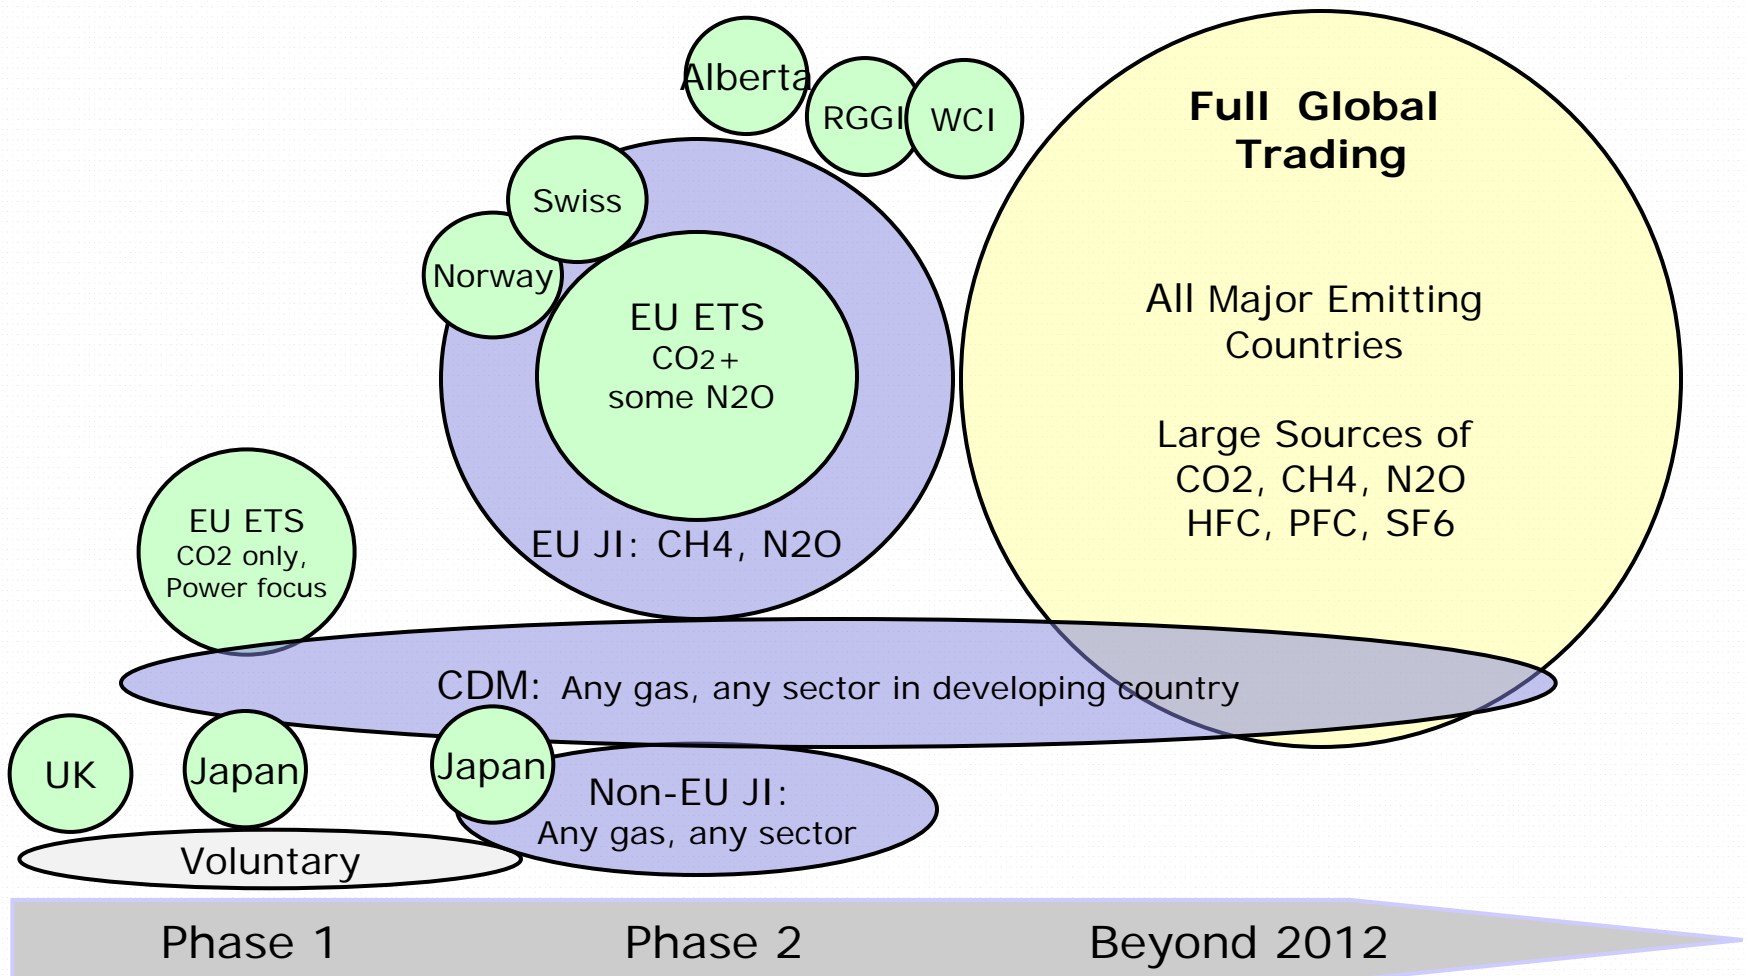 Alberta
RGGI
WCI
Full Global
Trading
Swiss
Norway
All Major Emitting
Countries
EU ETS
CO2+
some N2O
Large Sources of
CO2, CH4, N2O
HFC, PFC, SF6
EU ETS
CO2 only,
Power focus
EU JI: CH4, N2O
CDM: Any gas, any sector in developing country
UK
Japan
Japan
Non-EU JI:
Any gas, any sector
Voluntary
Phase 1
Phase 2
Beyond 2012